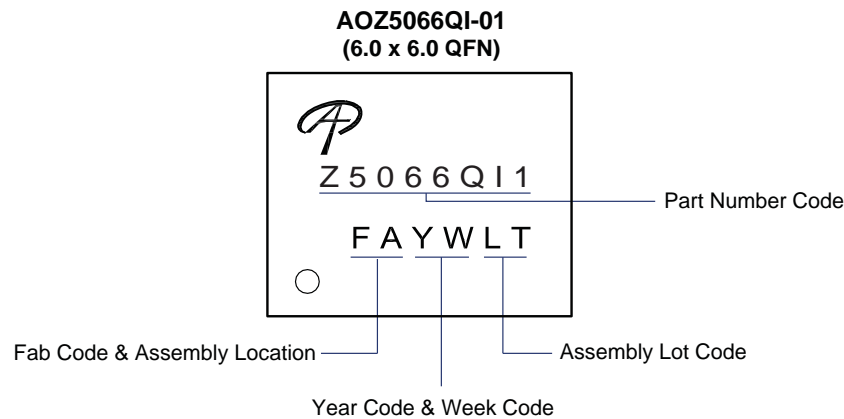 AOZ5066QI-01
(6.0 x 6.0 QFN)
Z5066QI1
Part Number Code
FAYWLT
Fab Code & Assembly Location
Assembly Lot Code
Year Code & Week Code